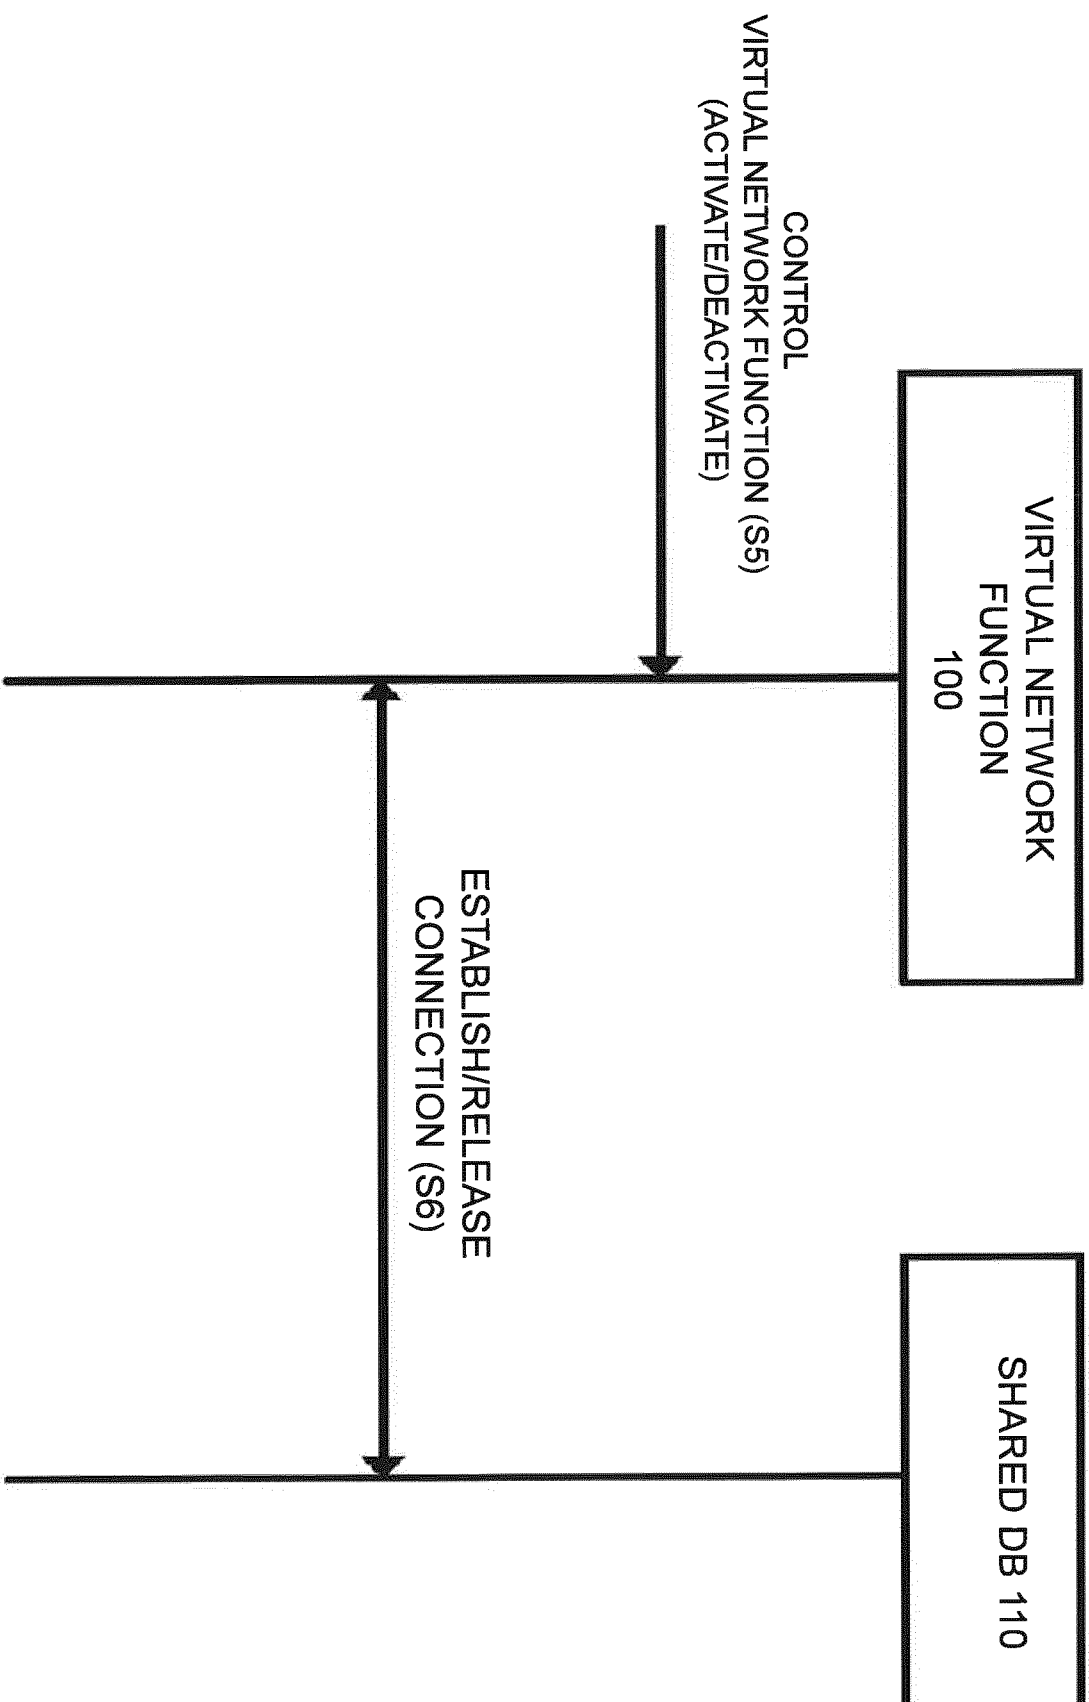 VIRTUAL NETWORK
FUNCTION
100
SHARED DB 110
CONTROL
VIRTUAL NETWORK FUNCTION (S5)
(ACTIVATE/DEACTIVATE)
ESTABLISH/RELEASE
CONNECTION (S6)